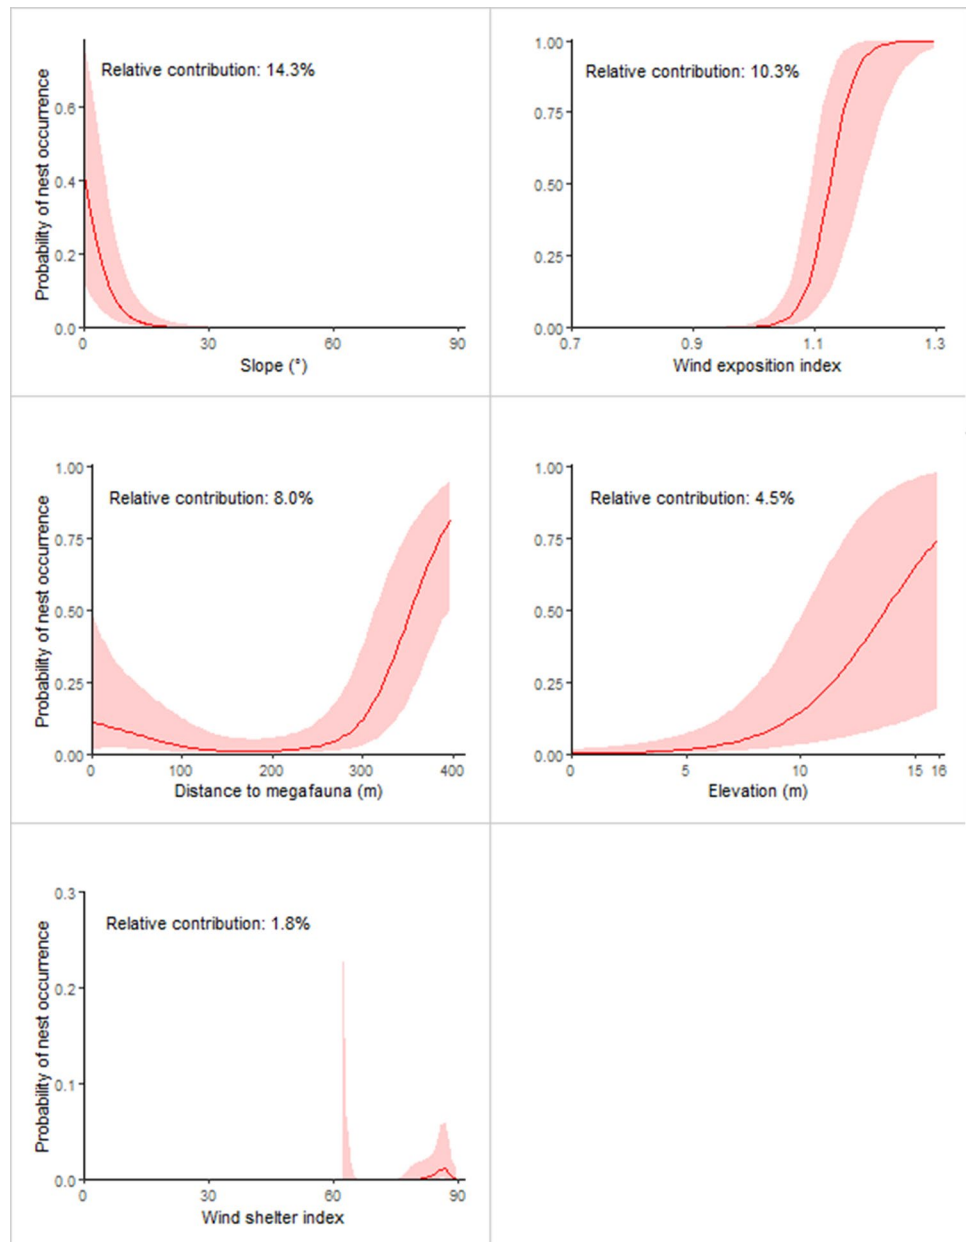 Relative contribution: 14.3%
Probability of nest occurrence
0.6
0.4
0.2
0.0
0 30 60 90
Slope (°)
Relative contribution: 10.3%
1.00
0.75
0.50
0.25
0.00
0.7 0.9 1.1 1.3
Wind exposition index
Relative contribution: 8.0%
Probability of nest occurrence
1.00
0.75
0.50
0.25
0.00
0 100 200 300 400
Distance to megafauna (m)
Relative contribution: 4.5%
1.00
0.75
0.50
0.25
0.00
0 5 10 15 16
Elevation (m)
Relative contribution: 1.8%
Probability of nest occurrence
0.3
0.2
0.1
0.0
0 30 60 90
Wind shelter index